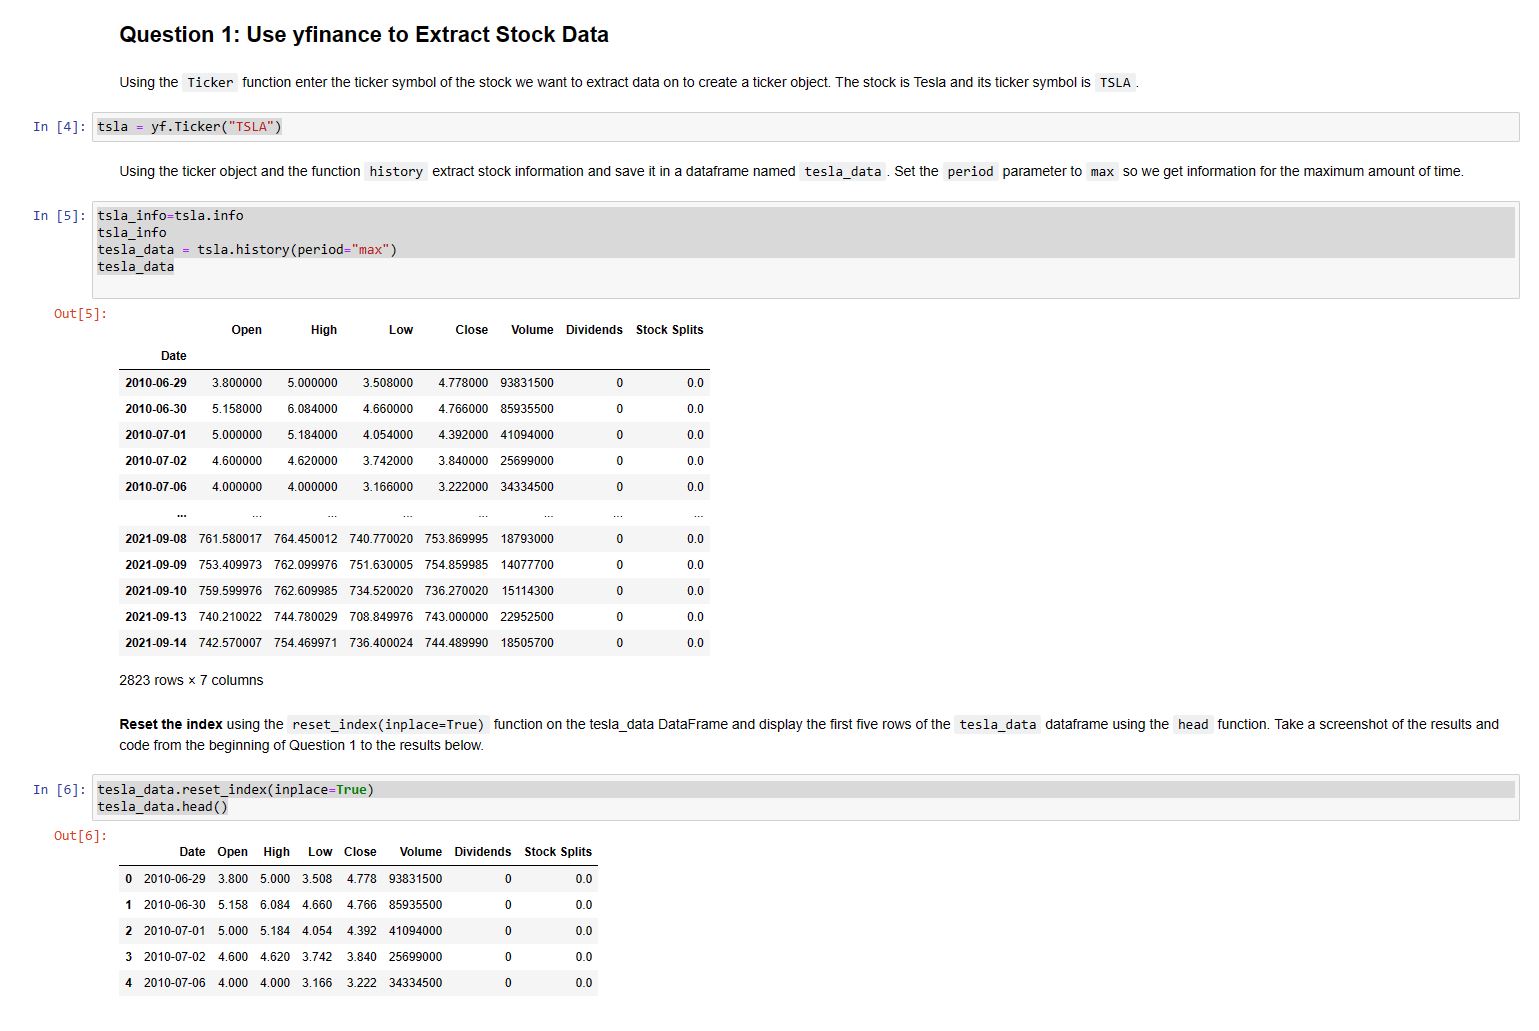 Question 1: Use yfinance to Extract Stock Data
Using the Ticker function enter the ticker symbol of the stock we want to extract data on to create a ticker object. The stock is Tesla and its ticker symbol is TSLA .
In [4]: tsla = yf.Ticker("TSLA")
Using the ticker object and the function history extract stock information and save it in a dataframe named tesla_data . Set the period parameter to max so we get information for the maximum amount of time.
In [5]: tsla_info=tsla.info
tsla_info
tesla_data = tsla.history(period="max")
tesla_data
Out[5]:
Open High Low Close Volume Dividends Stock Splits
Date
2010-06-29 3.800000 5.000000 3.508000 4.778000 93831500 0 0.0
2010-06-30 5.158000 6.084000 4.660000 4.766000 85935500 0 0.0
2010-07-01 5.000000 5.184000 4.054000 4.392000 41094000 0 0.0
2010-07-02 4.600000 4.620000 3.742000 3.840000 25699000 0 0.0
2010-07-06 4.000000 4.000000 3.166000 3.222000 34334500 0 0.0
... ... ... ... ... ... ... ...
2021-09-08 761.580017 764.450012 740.770020 753.869995 18793000 0 0.0
2021-09-09 753.409973 762.099976 751.630005 754.859985 14077700 0 0.0
2021-09-10 759.599976 762.609985 734.520020 736.270020 15114300 0 0.0
2021-09-13 740.210022 744.780029 708.849976 743.000000 22952500 0 0.0
2021-09-14 742.570007 754.469971 736.400024 744.489990 18505700 0 0.0
2823 rows × 7 columns
Reset the index using the reset_index(inplace=True) function on the tesla_data DataFrame and display the first five rows of the tesla_data dataframe using the head function. Take a screenshot of the results and
code from the beginning of Question 1 to the results below.
In [6]: tesla_data.reset_index(inplace=True)
tesla_data.head()
Out[6]:
Date Open High Low Close Volume Dividends Stock Splits
0 2010-06-29 3.800 5.000 3.508 4.778 93831500 0 0.0
1 2010-06-30 5.158 6.084 4.660 4.766 85935500 0 0.0
2 2010-07-01 5.000 5.184 4.054 4.392 41094000 0 0.0
3 2010-07-02 4.600 4.620 3.742 3.840 25699000 0 0.0
4 2010-07-06 4.000 4.000 3.166 3.222 34334500 0 0.0